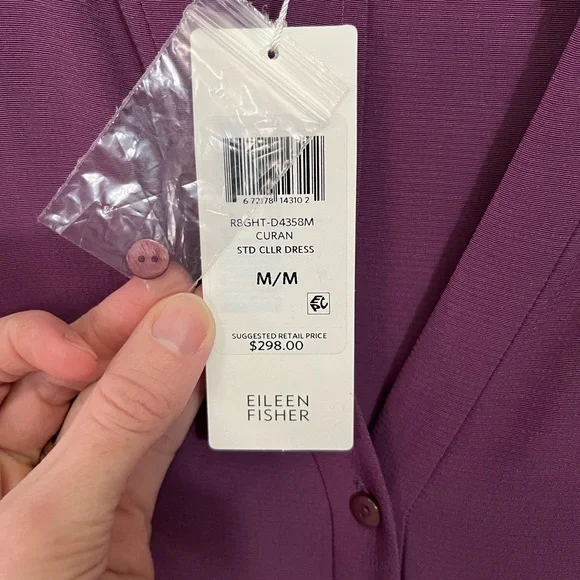 6 72178 14310 2
R8GHT-D4358M
CURAN
STD CLLR DRESS
M/M
SUGGESTED RETAIL PRICE
$298.00
EILEEN
FISHER